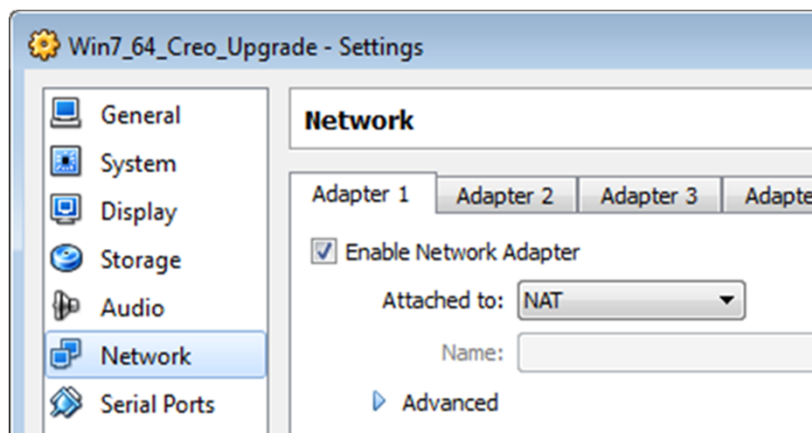 Win7_64_Creo_Upgrade - Settings
General
System
Display
Storage
Audio
Network
Serial Ports
Network
Adapter 1 Adapter 2 Adapter 3 Adapte
Enable Network Adapter
Attached to: NAT
Name:
Advanced